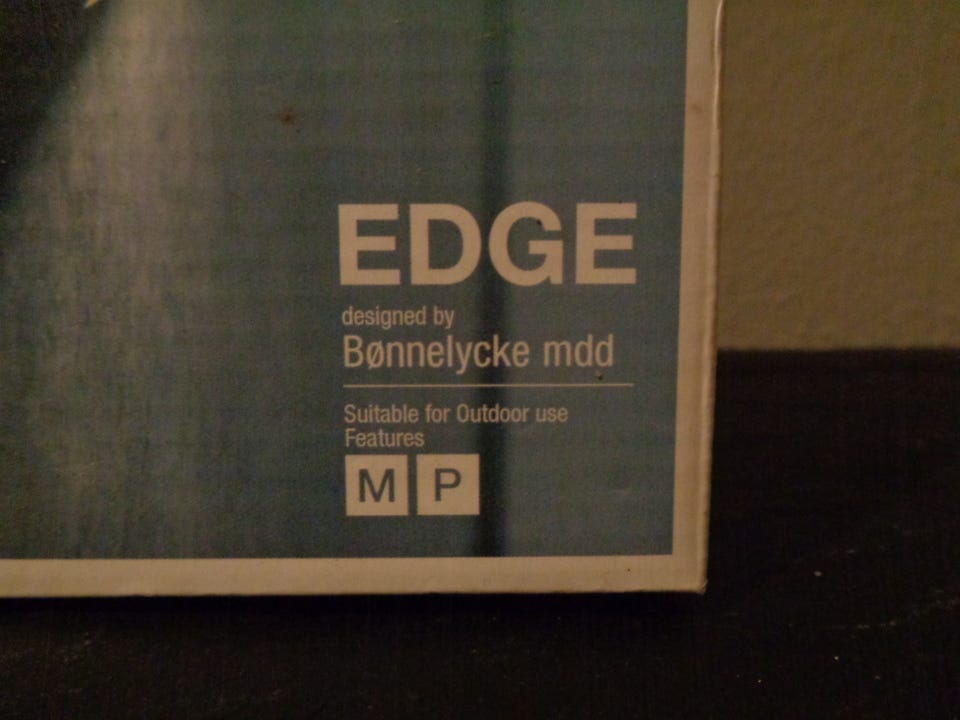 EDGE
designed by
Bønnelycke mdd
Suitable for Outdoor use
Features
M P